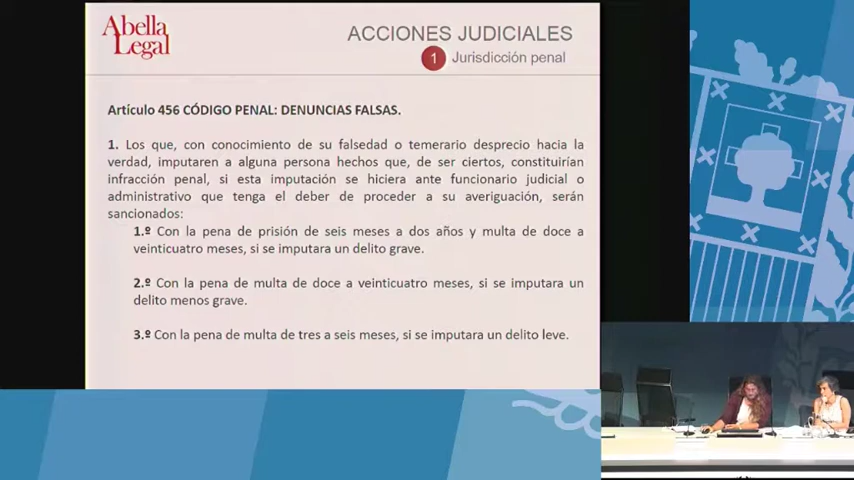 Abella
Legal
ACCIONES JUDICIALES
1 Jurisdicción penal
Artículo 456 CÓDIGO PENAL: DENUNCIAS FALSAS.
1. Los que, con conocimiento de su falsedad o temerario desprecio hacia la
verdad, imputaren a alguna persona hechos que, de ser ciertos, constituirían
infracción penal, si esta imputación se hiciera ante funcionario judicial o
administrativo que tenga el deber de proceder a su averiguación, serán
sancionados:
1.º Con la pena de prisión de seis meses a dos años y multa de doce a
veinticuatro meses, si se imputara un delito grave.
2.º Con la pena de multa de doce a veinticuatro meses, si se imputara un
delito menos grave.
3.º Con la pena de multa de tres a seis meses, si se imputara un delito leve.